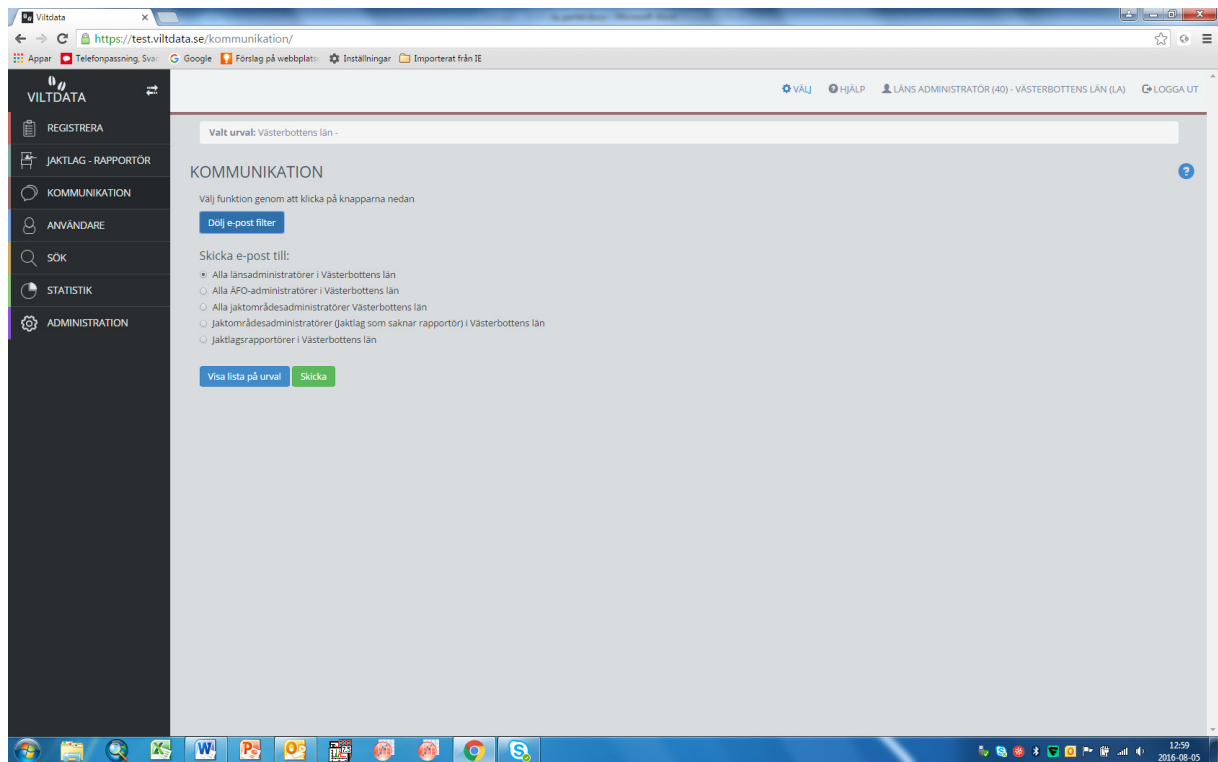 Viltdata
https://test.viltdata.se/kommunikation/
Appar Telefonpassning, Svar Google Förslag på webbplats Inställningar Importerat från IE
VILTDATA
VÄLJ HJÄLP LÄNS ADMINISTRATÖR (40) - VÄSTERBOTTENS LÄN (LA) LOGGA UT
REGISTRERA
JAKTLAG - RAPPORTÖR
KOMMUNIKATION
ANVÄNDARE
SÖK
STATISTIK
ADMINISTRATION
Valt urval: Västerbottens län -
KOMMUNIKATION
Välj funktion genom att klicka på knapparna nedan
Dölj e-post filter
Skicka e-post till:
Alla länsadministratörer i Västerbottens län
Alla ÄFO-administratörer i Västerbottens län
Alla jaktområdesadministratörer Västerbottens län
Jaktområdesadministratörer (Jaktlag som saknar rapportör) i Västerbottens län
Jaktlagsrapportörer i Västerbottens län
Visa lista på urval Skicka
12:59
2016-08-05